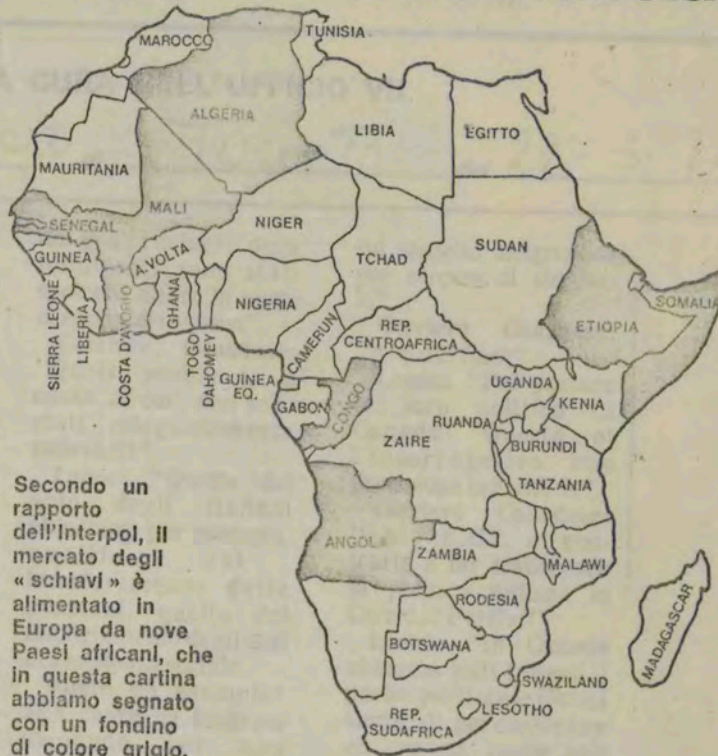 MAROCCO
TUNISIA
ALGERIA
LIBIA
EGITTO
MAURITANIA
MALI
SENEGAL
NIGER
GUINEA
A. VOLTA
TCHAD
SUDAN
SOMALIA
ETIOPIA
NIGERIA
SIERRA LEONE
LIBERIA
COSTA D'AVORIO
GHANA
TOGO
DAHOMEY
CAMERUN
REP.
CENTROAFRICA
GUINEA
EQ.
GABON
CONGO
UGANDA
KENIA
RUANDA
ZAIRE
BURUNDI
TANZANIA
ANGOLA
ZAMBIA
MALAWI
RODESIA
MADAGASCAR
BOTSWANA
SWAZILAND
REP.
SUDAFRICA
LESOTHO
Secondo un
rapporto
dell'Interpol, il
mercato degli
« schiavi » è
alimentato in
Europa da nove
Paesi africani, che
in questa cartina
abbiamo segnato
con un fondino
di colore grigio.